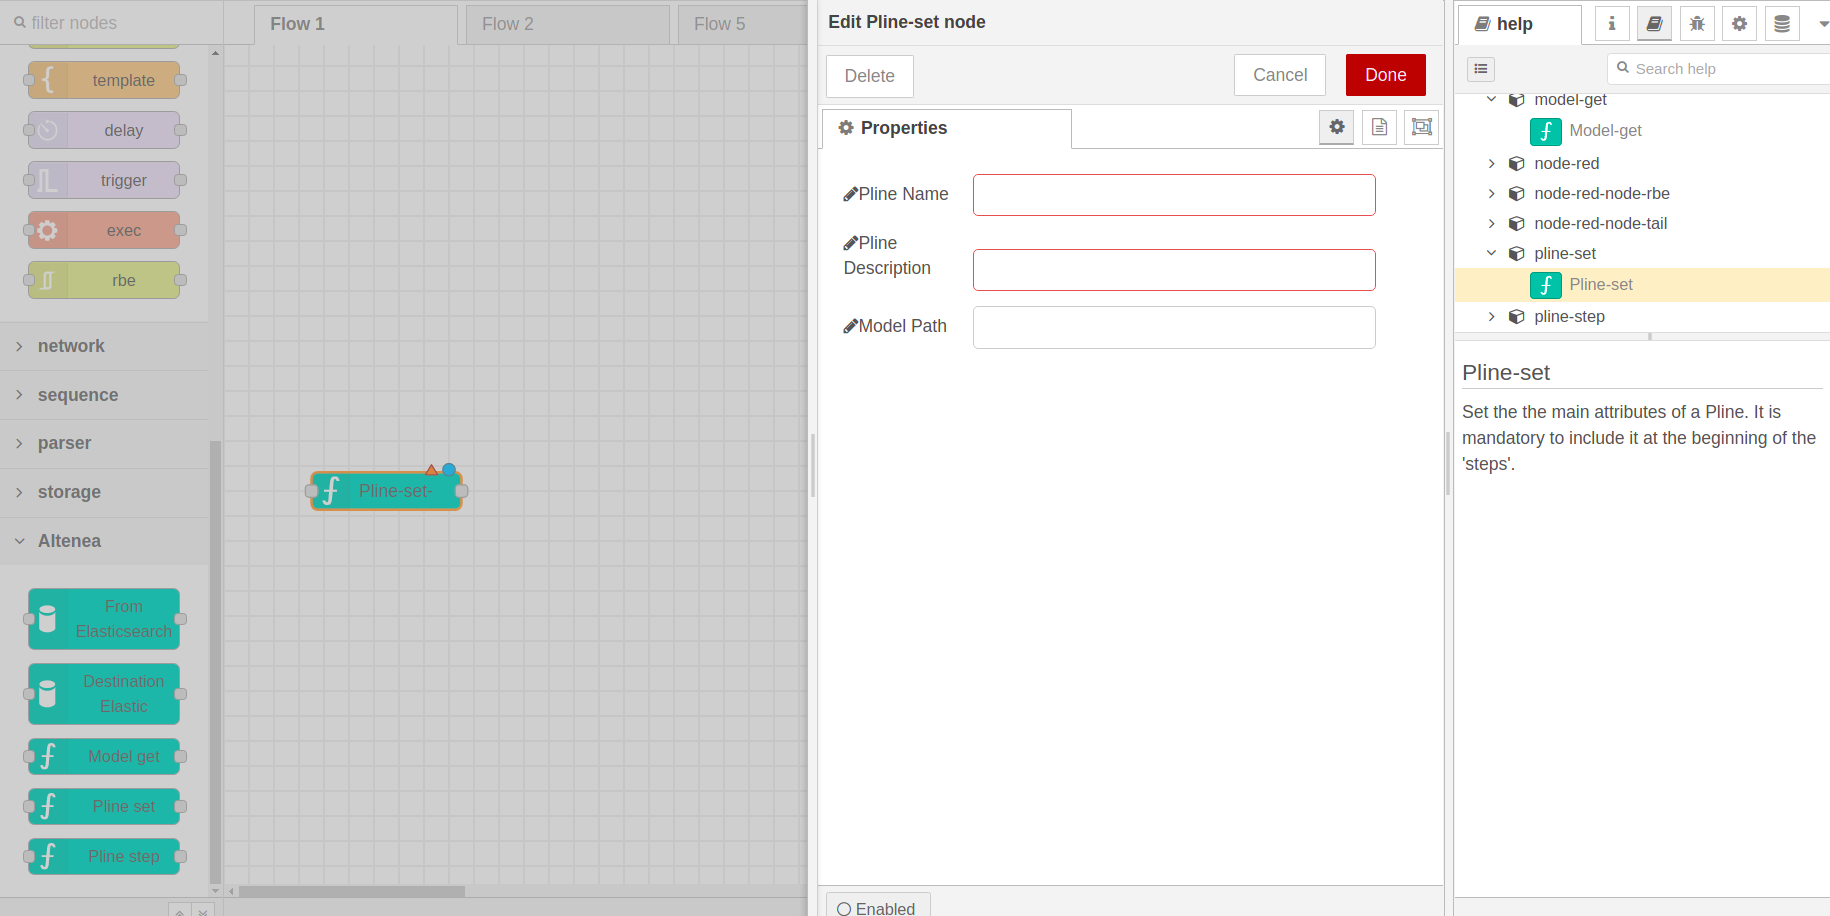 filter nodes
template
delay
trigger
exec
rbe
network
sequence
parser
storage
Altenea
From
Elasticsearch
Destination
Elastic
Model get
Pline set
Pline step
Flow 1
Flow 2
Flow 5
Pline-set-
Edit Pline-set node
Delete
Cancel
Done
Properties
Pline Name
Pline
Description
Model Path
Enabled
help
Search help
model-get
Model-get
node-red
node-red-node-rbe
node-red-node-tail
pline-set
Pline-set
pline-step
Pline-set
Set the the main attributes of a Pline. It is
mandatory to include it at the beginning of the
'steps'.